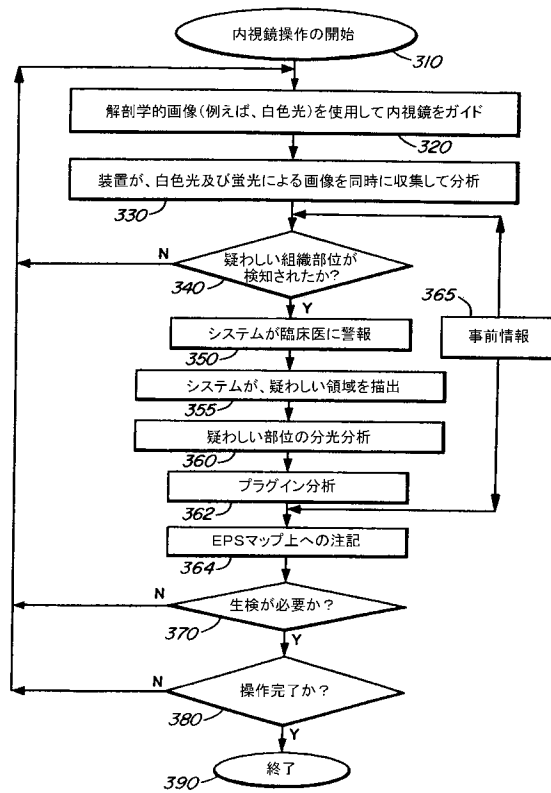 内視鏡操作の開始
310
解剖学的画像(例えば、白色光)を使用して内視鏡をガイド
320
装置が、白色光及び蛍光による画像を同時に収集して分析
330
疑わしい組織部位が
検知されたか?
N
340
Y
365
事前情報
システムが臨床医に警報
350
システムが、疑わしい領域を描出
355
疑わしい部位の分光分析
360
プラグイン分析
362
EPSマップ上への注記
364
N
生検が必要か?
370
Y
N
操作完了か?
380
Y
終了
390